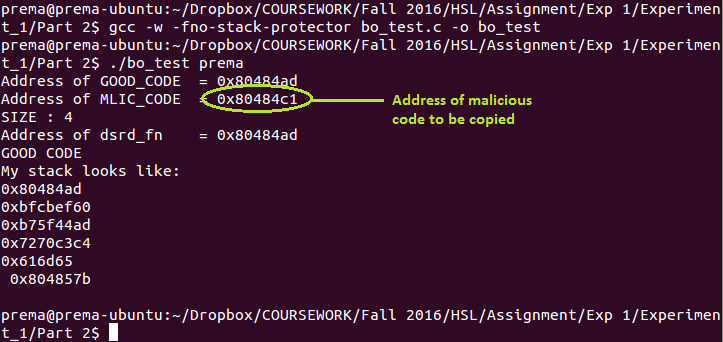 prema@prema-ubuntu:~/Dropbox/COURSEWORK/Fall 2016/HSL/Assignment/Exp 1/Experimen
t_1/Part 2$ gcc -w -fno-stack-protector bo_test.c -o bo_test
prema@prema-ubuntu:~/Dropbox/COURSEWORK/Fall 2016/HSL/Assignment/Exp 1/Experimen
t_1/Part 2$ ./bo_test prema
Address of GOOD_CODE  = 0x80484ad
Address of MLIC_CODE  = 0x80484c1
Address of malicious
code to be copied
SIZE : 4
Address of dsrd_fn    = 0x80484ad
GOOD CODE
My stack looks like:
0x80484ad
0xbfcbef60
0xb75f44ad
0x7270c3c4
0x616d65
 0x804857b
prema@prema-ubuntu:~/Dropbox/COURSEWORK/Fall 2016/HSL/Assignment/Exp 1/Experimen
t_1/Part 2$